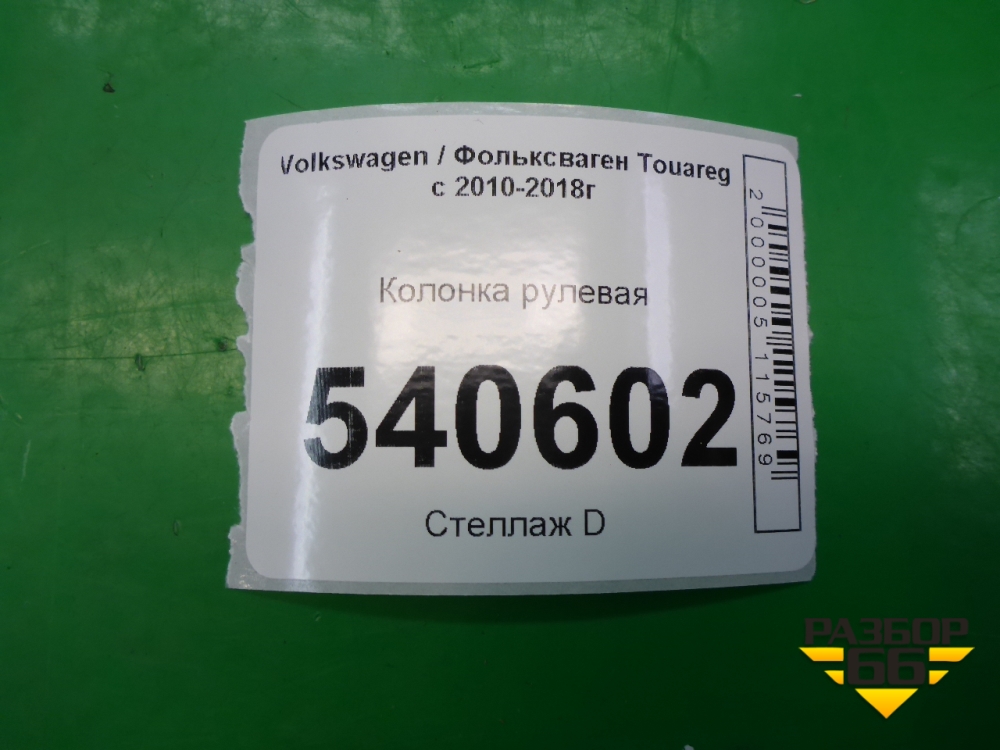 Volkswagen / Фольксваген Touareg
с 2010-2018г
Колонка рулевая
540602
Стеллаж D
2000005115769
РАЗБОР
66